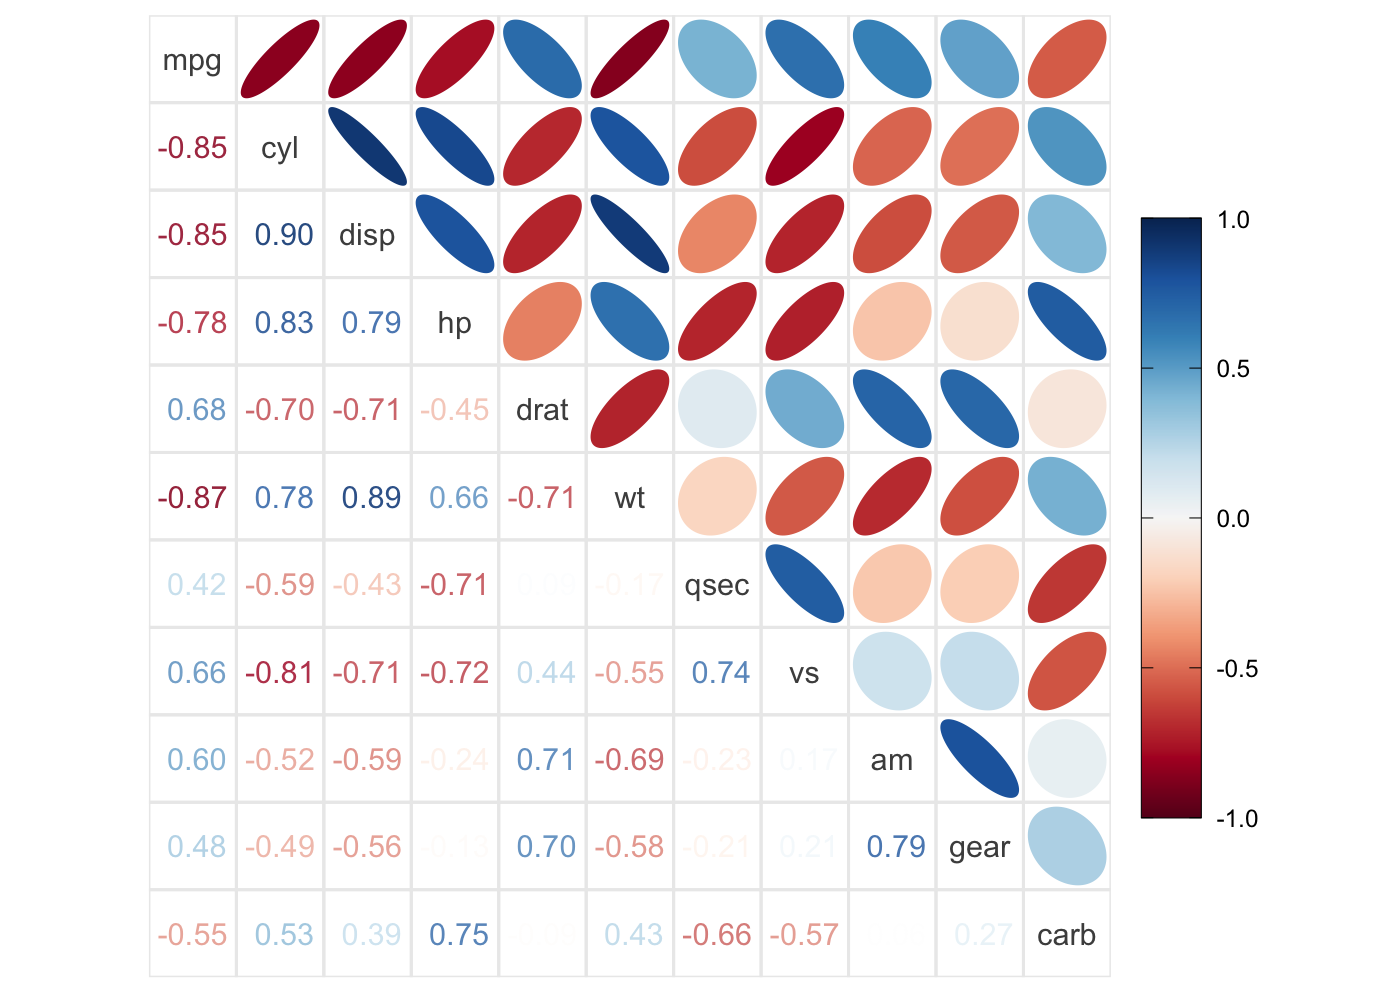 mpg
-0.85 cyl
-0.85 0.90 disp
-0.78 0.83 0.79 hp
0.68 -0.70 -0.71 -0.45 drat
-0.87 0.78 0.89 0.66 -0.71 wt
0.42 -0.59 -0.43 -0.71 -0.17 qsec
0.66 -0.81 -0.71 -0.72 0.44 -0.55 0.74 vs
0.60 -0.52 -0.59 -0.24 0.71 -0.69 -0.23 0.17 am
0.48 -0.49 -0.56 -0.13 0.70 -0.58 -0.21 0.21 0.79 gear
-0.55 0.53 0.39 0.75 0.43 -0.66 -0.57 0.27 carb
1.0
0.5
0.0
-0.5
-1.0